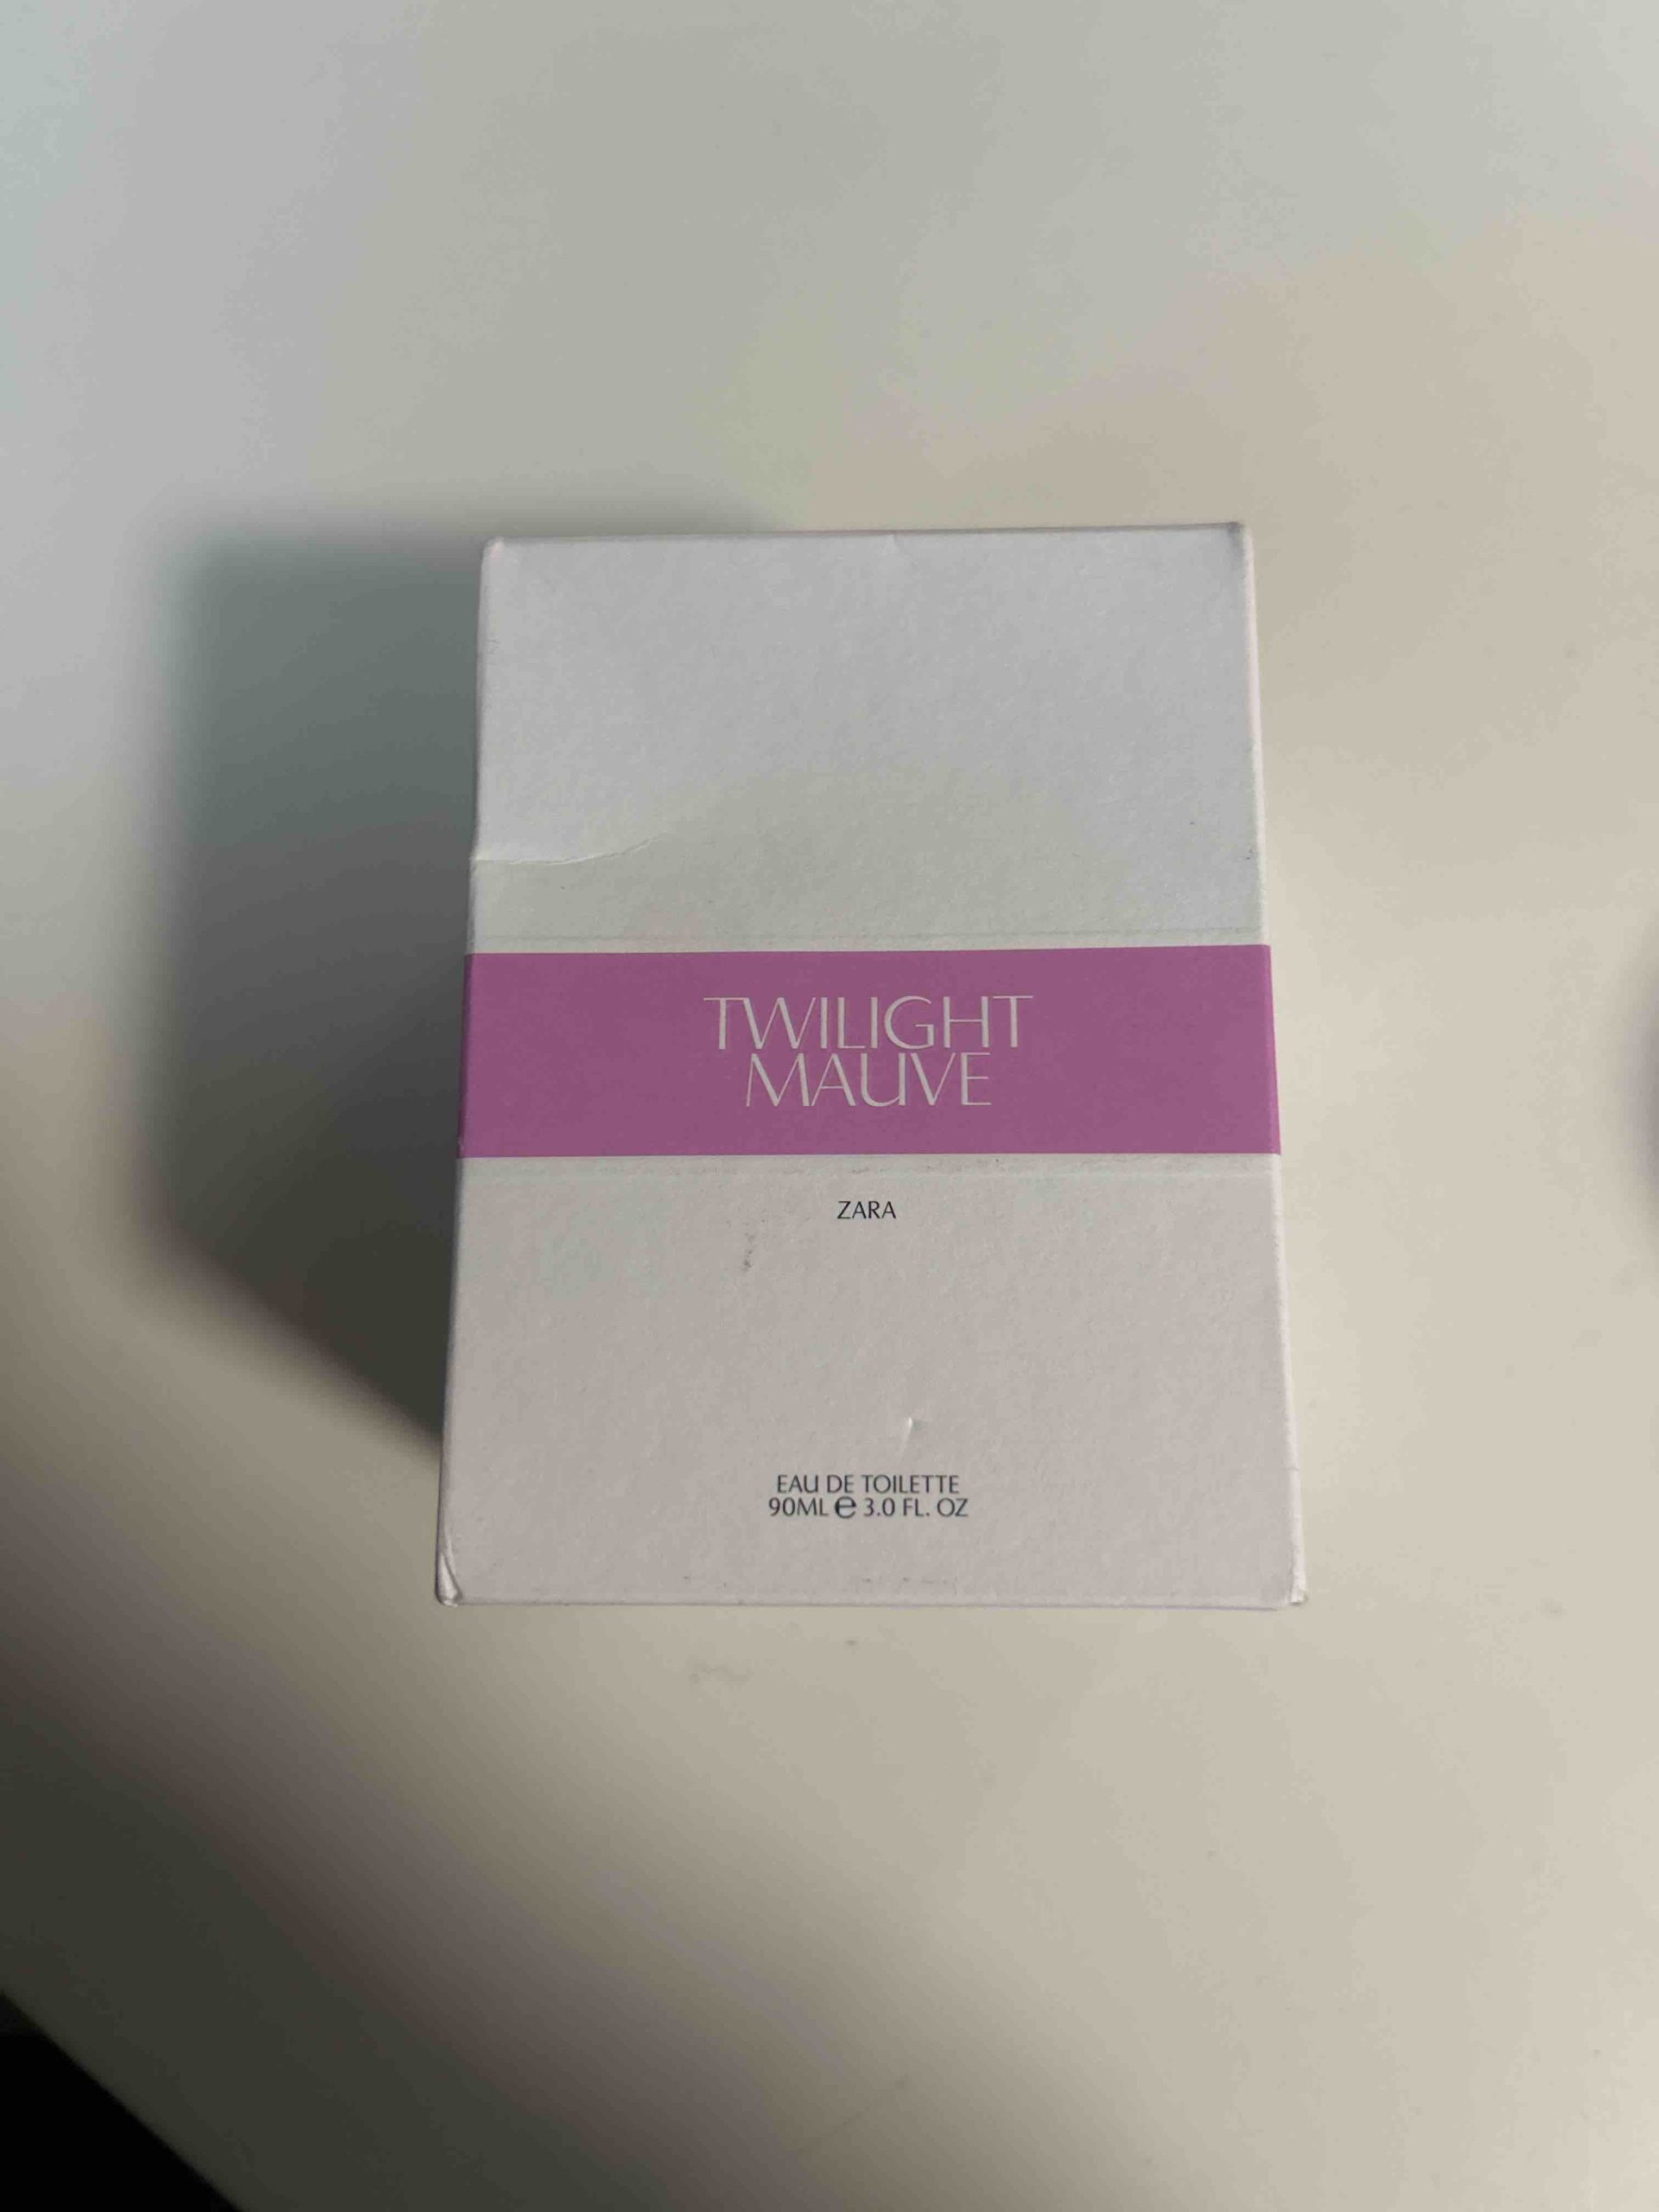 TWILIGHT
MAUVE
ZARA
EAU DE TOILETTE
90ML e 3.0 FL. OZ